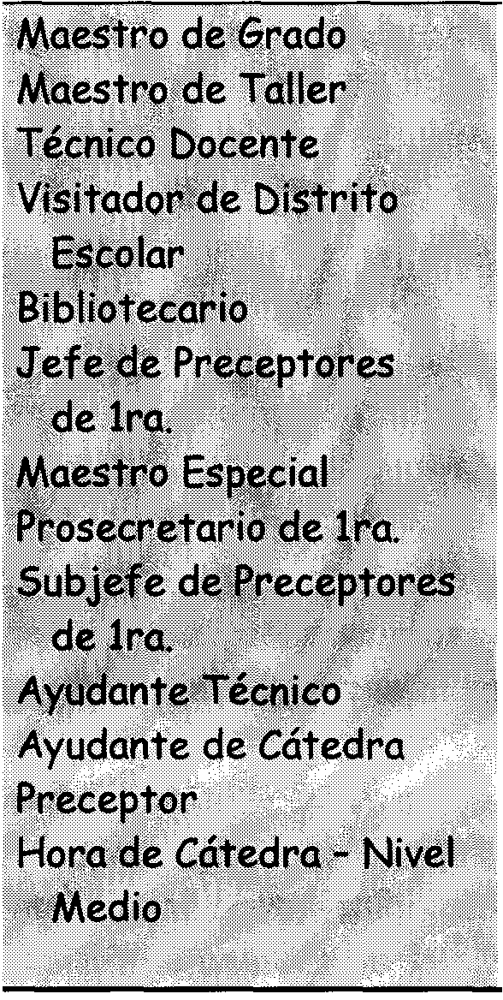 Maestro de Grado
Maestro de Taller
Técnico Docente
Visitador de Distrito
Escolar
Bibliotecario
Jefe de Preceptores
de 1ra.
Maestro Especial
Prosecretario de 1ra.
Subjefe de Preceptores
de 1ra.
Ayudante Técnico
Ayudante de Cátedra
Preceptor
Hora de Cátedra - Nivel
Medio